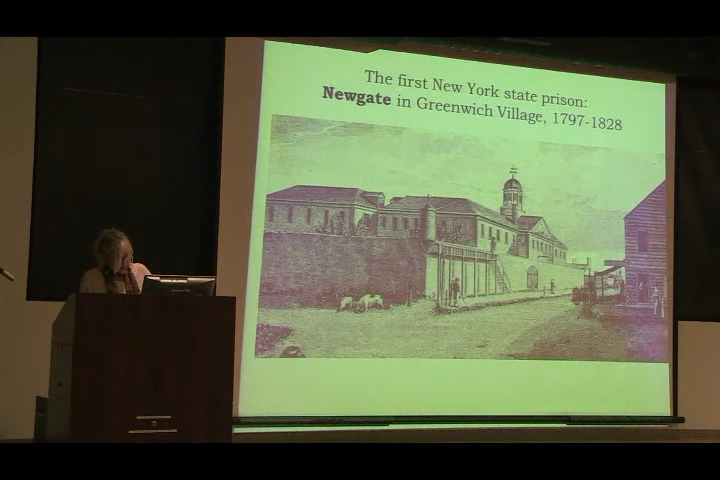 The first New York state prison:
Newgate in Greenwich Village, 1797-1828